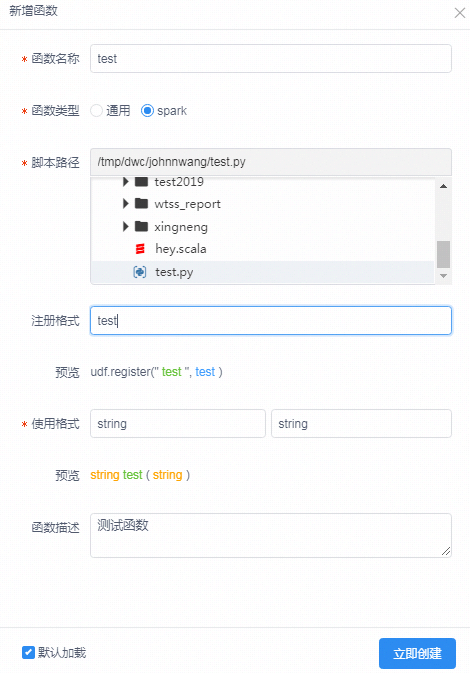 新增函数
* 函数名称 test
* 函数类型 通用 spark
* 脚本路径 /tmp/dwc/johnnwang/test.py
test2019
wtss_report
xingneng
hey.scala
test.py
注册格式 test
预览 udf.register(" test ", test )
* 使用格式 string string
预览 string test ( string )
函数描述 测试函数
默认加载 立即创建